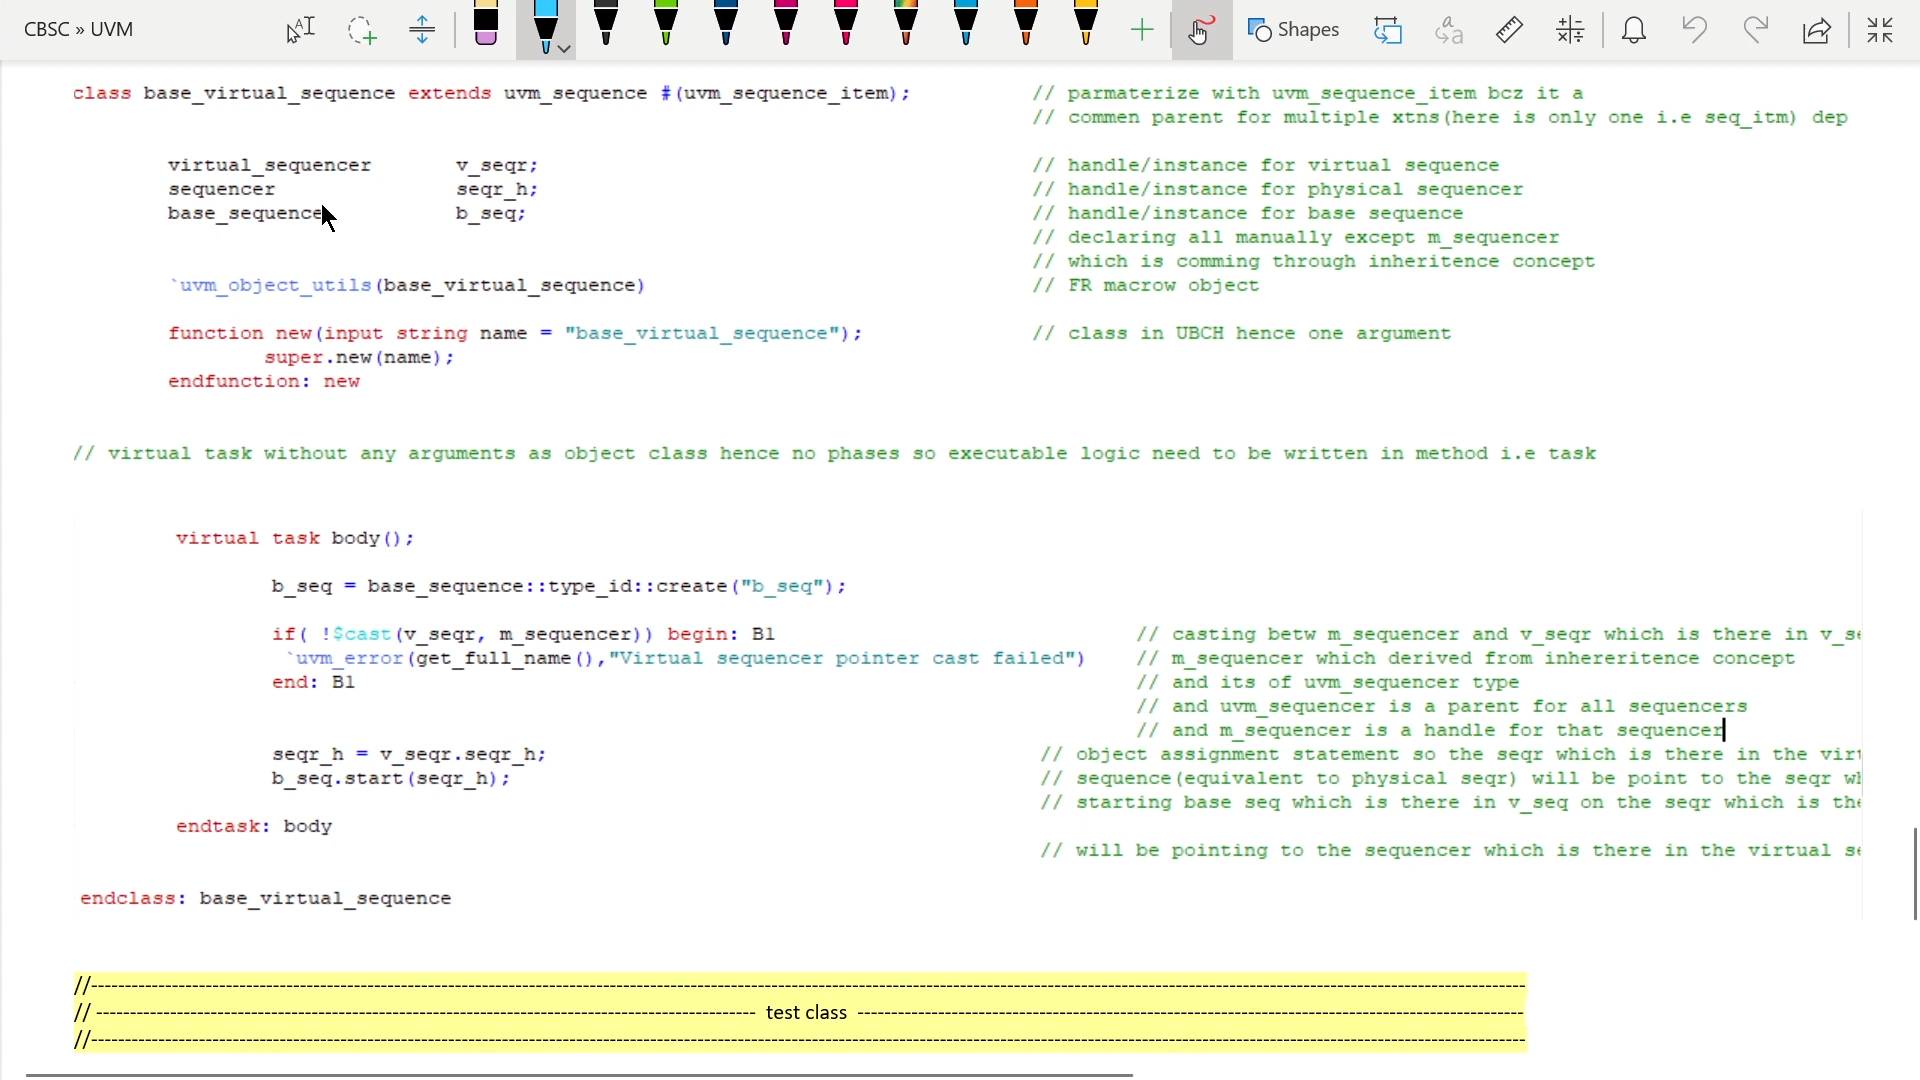 CBSC » UVM
Shapes
class base_virtual_sequence extends uvm_sequence #(uvm_sequence_item); // parmaterize with uvm_sequence_item bcz it a
// commen parent for multiple xtns(here is only one i.e seq_itm) dep
virtual_sequencer v_seqr; // handle/instance for virtual sequence
sequencer seqr_h; // handle/instance for physical sequencer
base_sequence b_seq; // handle/instance for base sequence
// declaring all manually except m_sequencer
// which is comming through inheritence concept
`uvm_object_utils(base_virtual_sequence) // FR macrow object
function new(input string name = "base_virtual_sequence"); // class in UBCH hence one argument
super.new(name);
endfunction: new
// virtual task without any arguments as object class hence no phases so executable logic need to be written in method i.e task
virtual task body();
b_seq = base_sequence::type_id::create("b_seq");
if( !$cast(v_seqr, m_sequencer)) begin: B1 // casting betw m_sequencer and v_seqr which is there in
`uvm_error(get_full_name(),"Virtual sequencer pointer cast failed") // m_sequencer which derived from inhereritence concept
end: B1 // and its of uvm_sequencer type
// and uvm_sequencer is a parent for all sequencers
// and m_sequencer is a handle for that sequencer
seqr_h = v_seqr.seqr_h; // object assignment statement so the seqr which is there in the
b_seq.start(seqr_h); // sequence(equivalent to physical seqr) will be point to the seqr
// starting base seq which is there in v_seq on the seqr which is
endtask: body
// will be pointing to the sequencer which is there in the virtual
endclass: base_virtual_sequence
//------------------------------------------------------------
// ------------------------------ test class ------------------------------
//------------------------------------------------------------